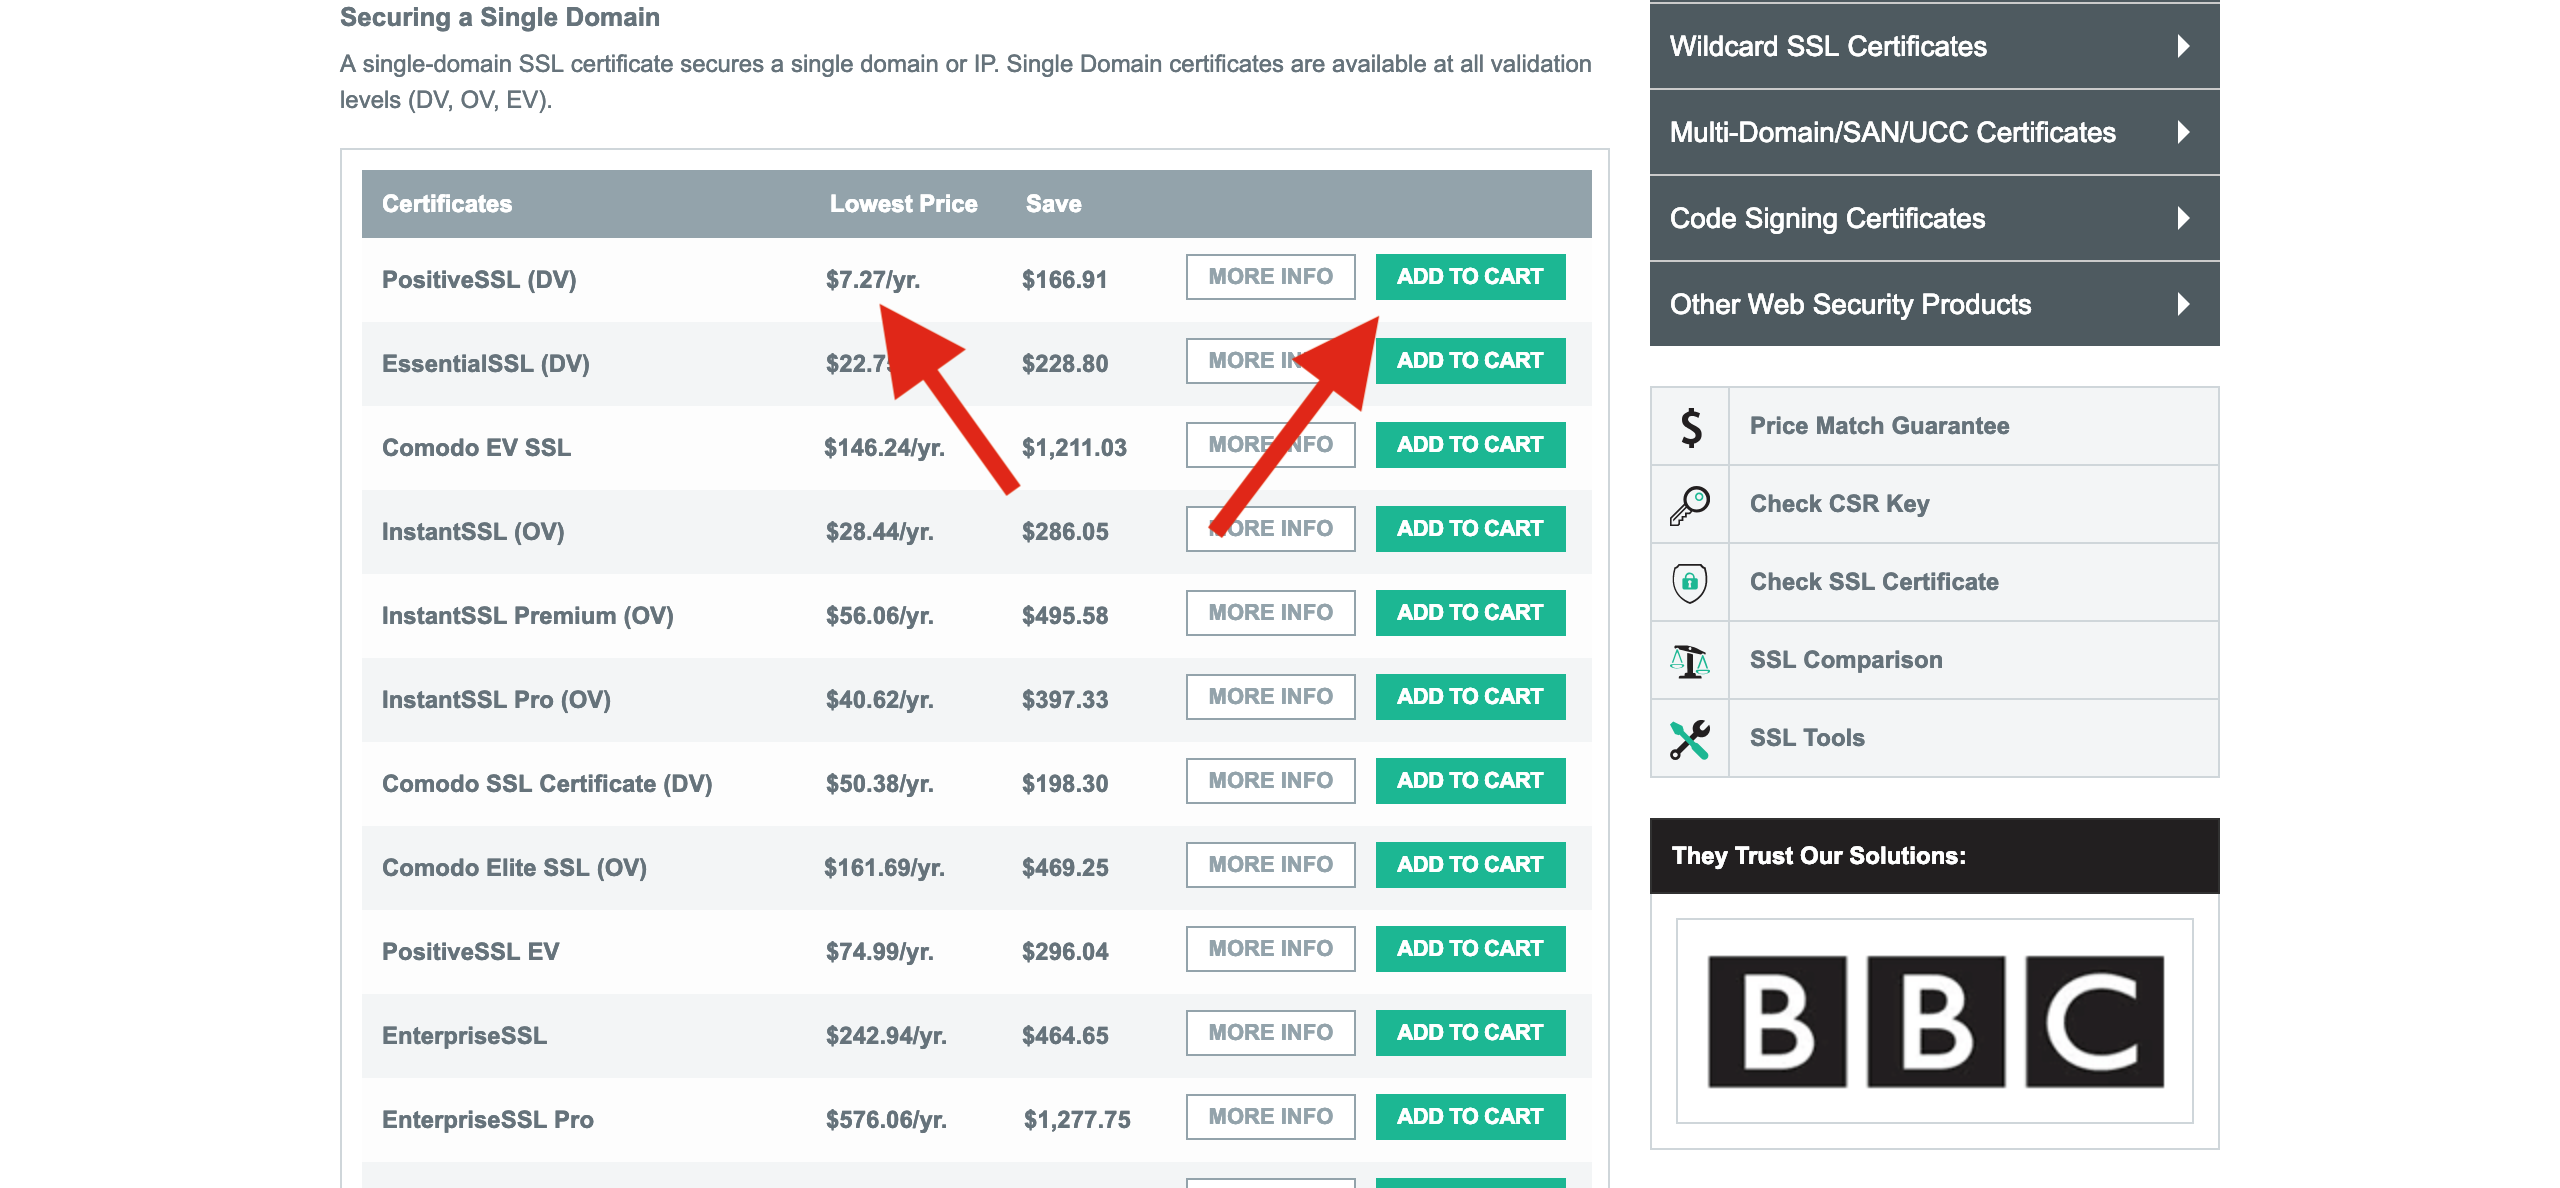 Securing a Single Domain
A single-domain SSL certificate secures a single domain or IP. Single Domain certificates are available at all validation
levels (DV, OV, EV).
Certificates Lowest Price Save
PositiveSSL (DV) $7.27/yr. $166.91 MORE INFO ADD TO CART
EssentialSSL (DV) $228.80 MORE ADD TO CART
Comodo EV SSL $146.24/yr. $1,211.03 MORE INFO ADD TO CART
InstantSSL (OV) $28.44/yr. $286.05 MORE INFO ADD TO CART
InstantSSL Premium (OV) $56.06/yr. $495.58 MORE INFO ADD TO CART
InstantSSL Pro (OV) $40.62/yr. $397.33 MORE INFO ADD TO CART
Comodo SSL Certificate (DV) $50.38/yr. $198.30 MORE INFO ADD TO CART
Comodo Elite SSL (OV) $161.69/yr. $469.25 MORE INFO ADD TO CART
PositiveSSL EV $74.99/yr. $296.04 MORE INFO ADD TO CART
EnterpriseSSL $242.94/yr. $464.65 MORE INFO ADD TO CART
EnterpriseSSL Pro $576.06/yr. $1,277.75 MORE INFO ADD TO CART
Wildcard SSL Certificates
Multi-Domain/SAN/UCC Certificates
Code Signing Certificates
Other Web Security Products
Price Match Guarantee
Check CSR Key
Check SSL Certificate
SSL Comparison
SSL Tools
They Trust Our Solutions:
BBC